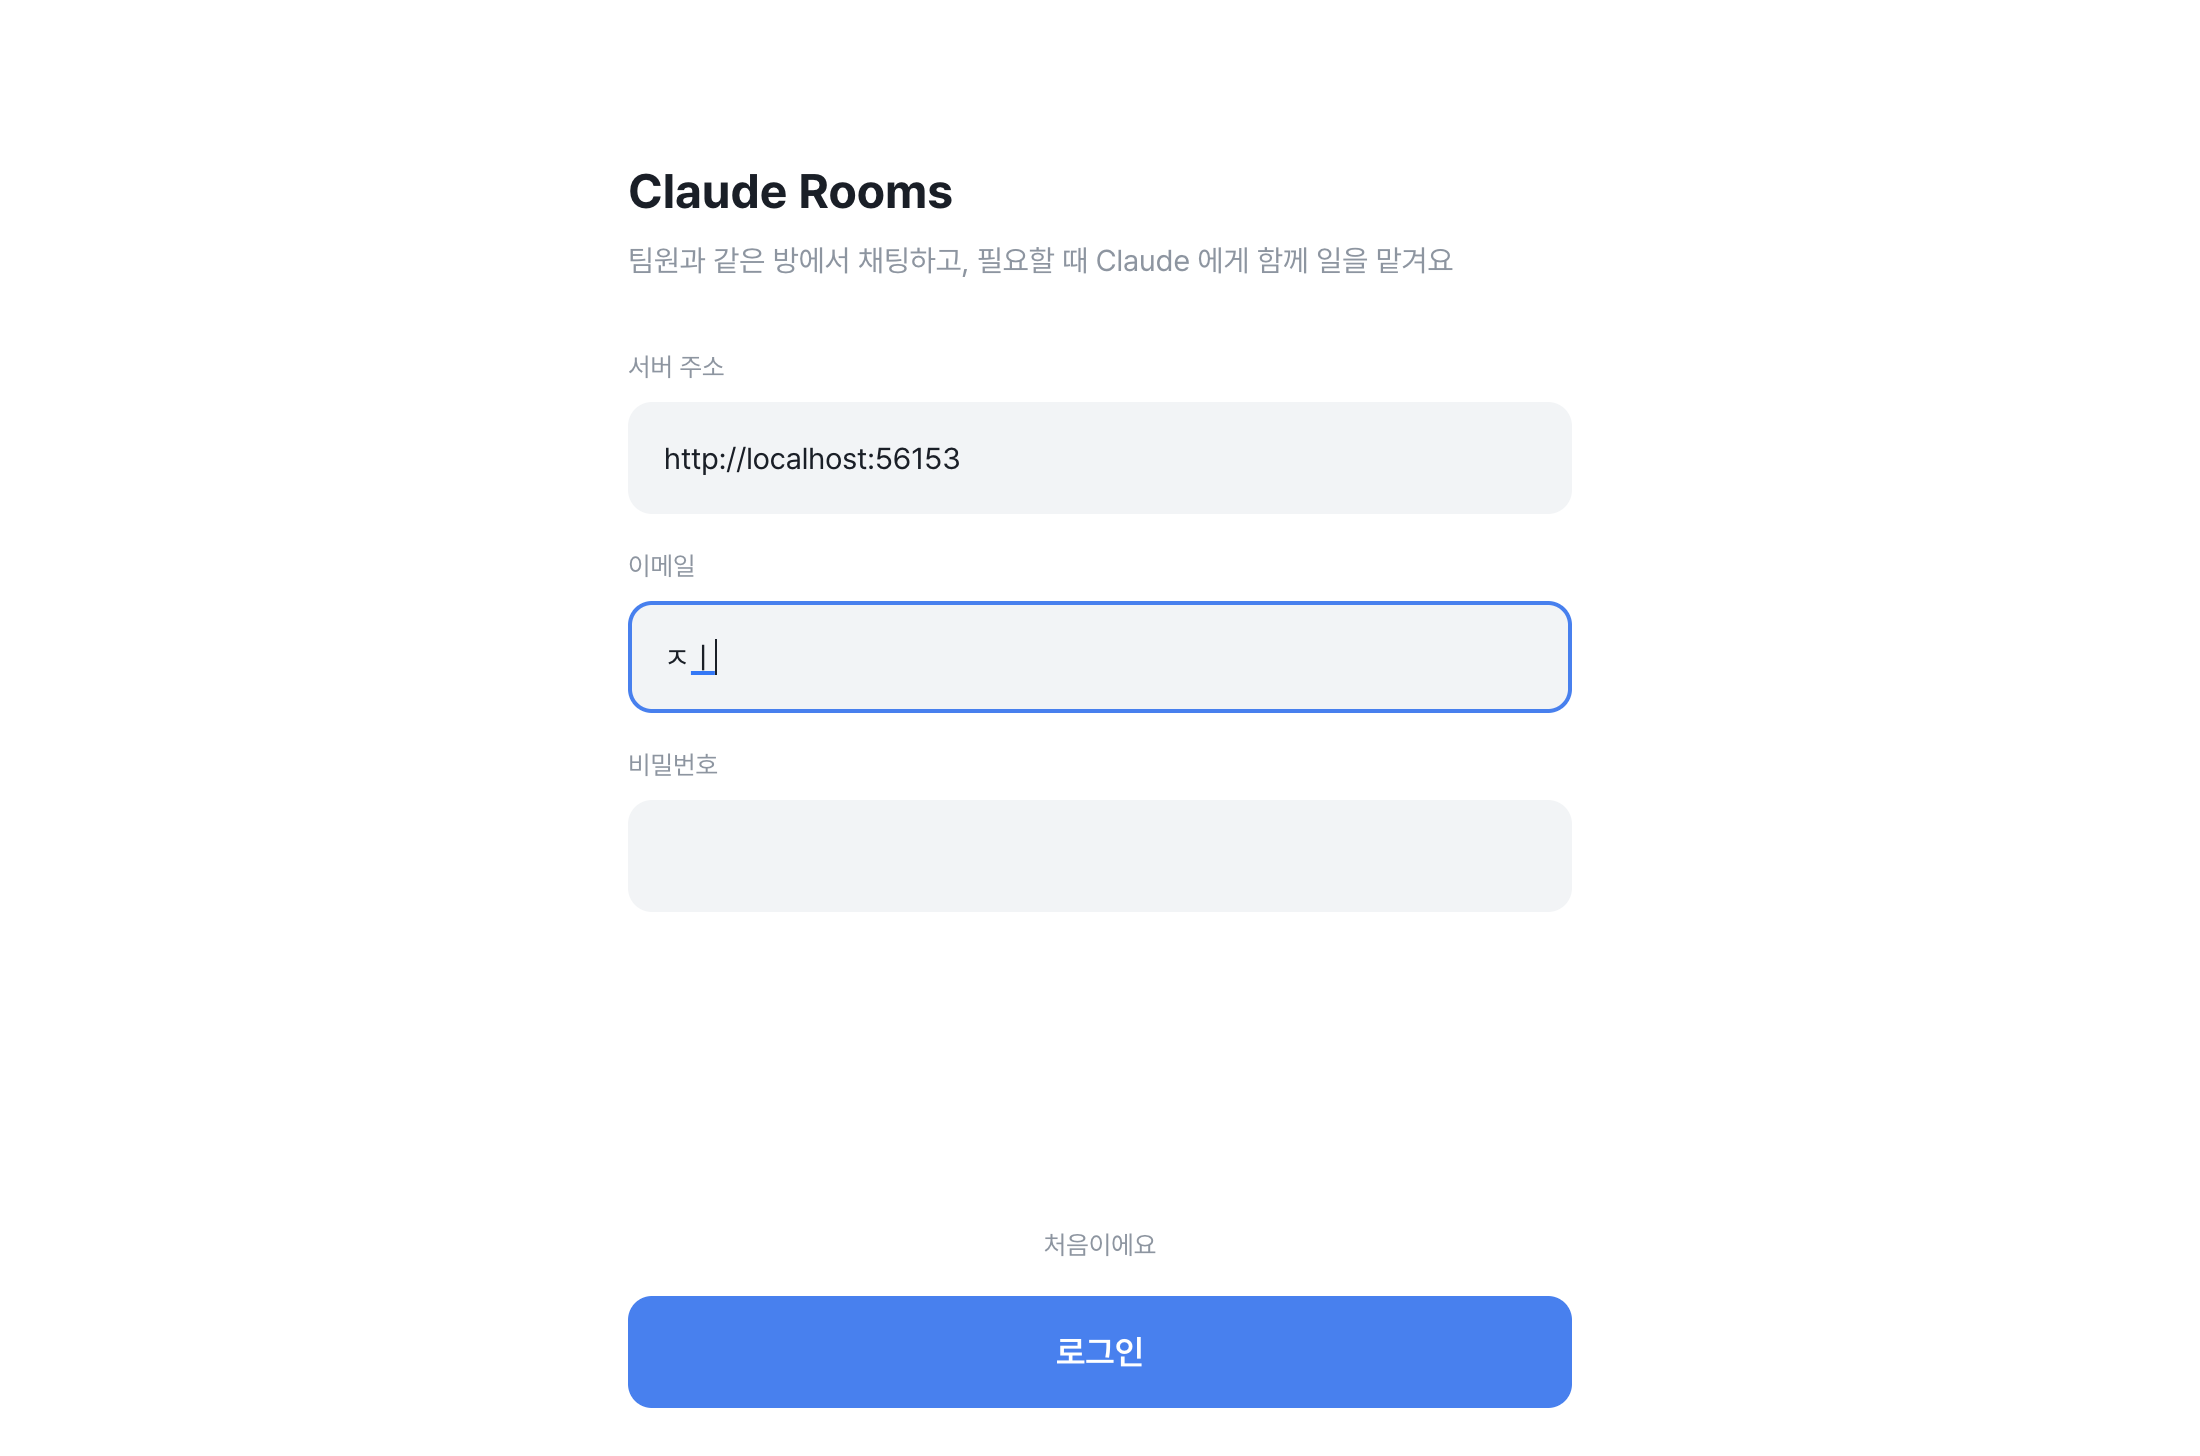 Claude Rooms
팀원과 같은 방에서 채팅하고, 필요할 때 Claude 에게 함께 일을 맡겨요
서버 주소
http://localhost:56153
이메일
ㅈㅣ
비밀번호
처음이에요
로그인